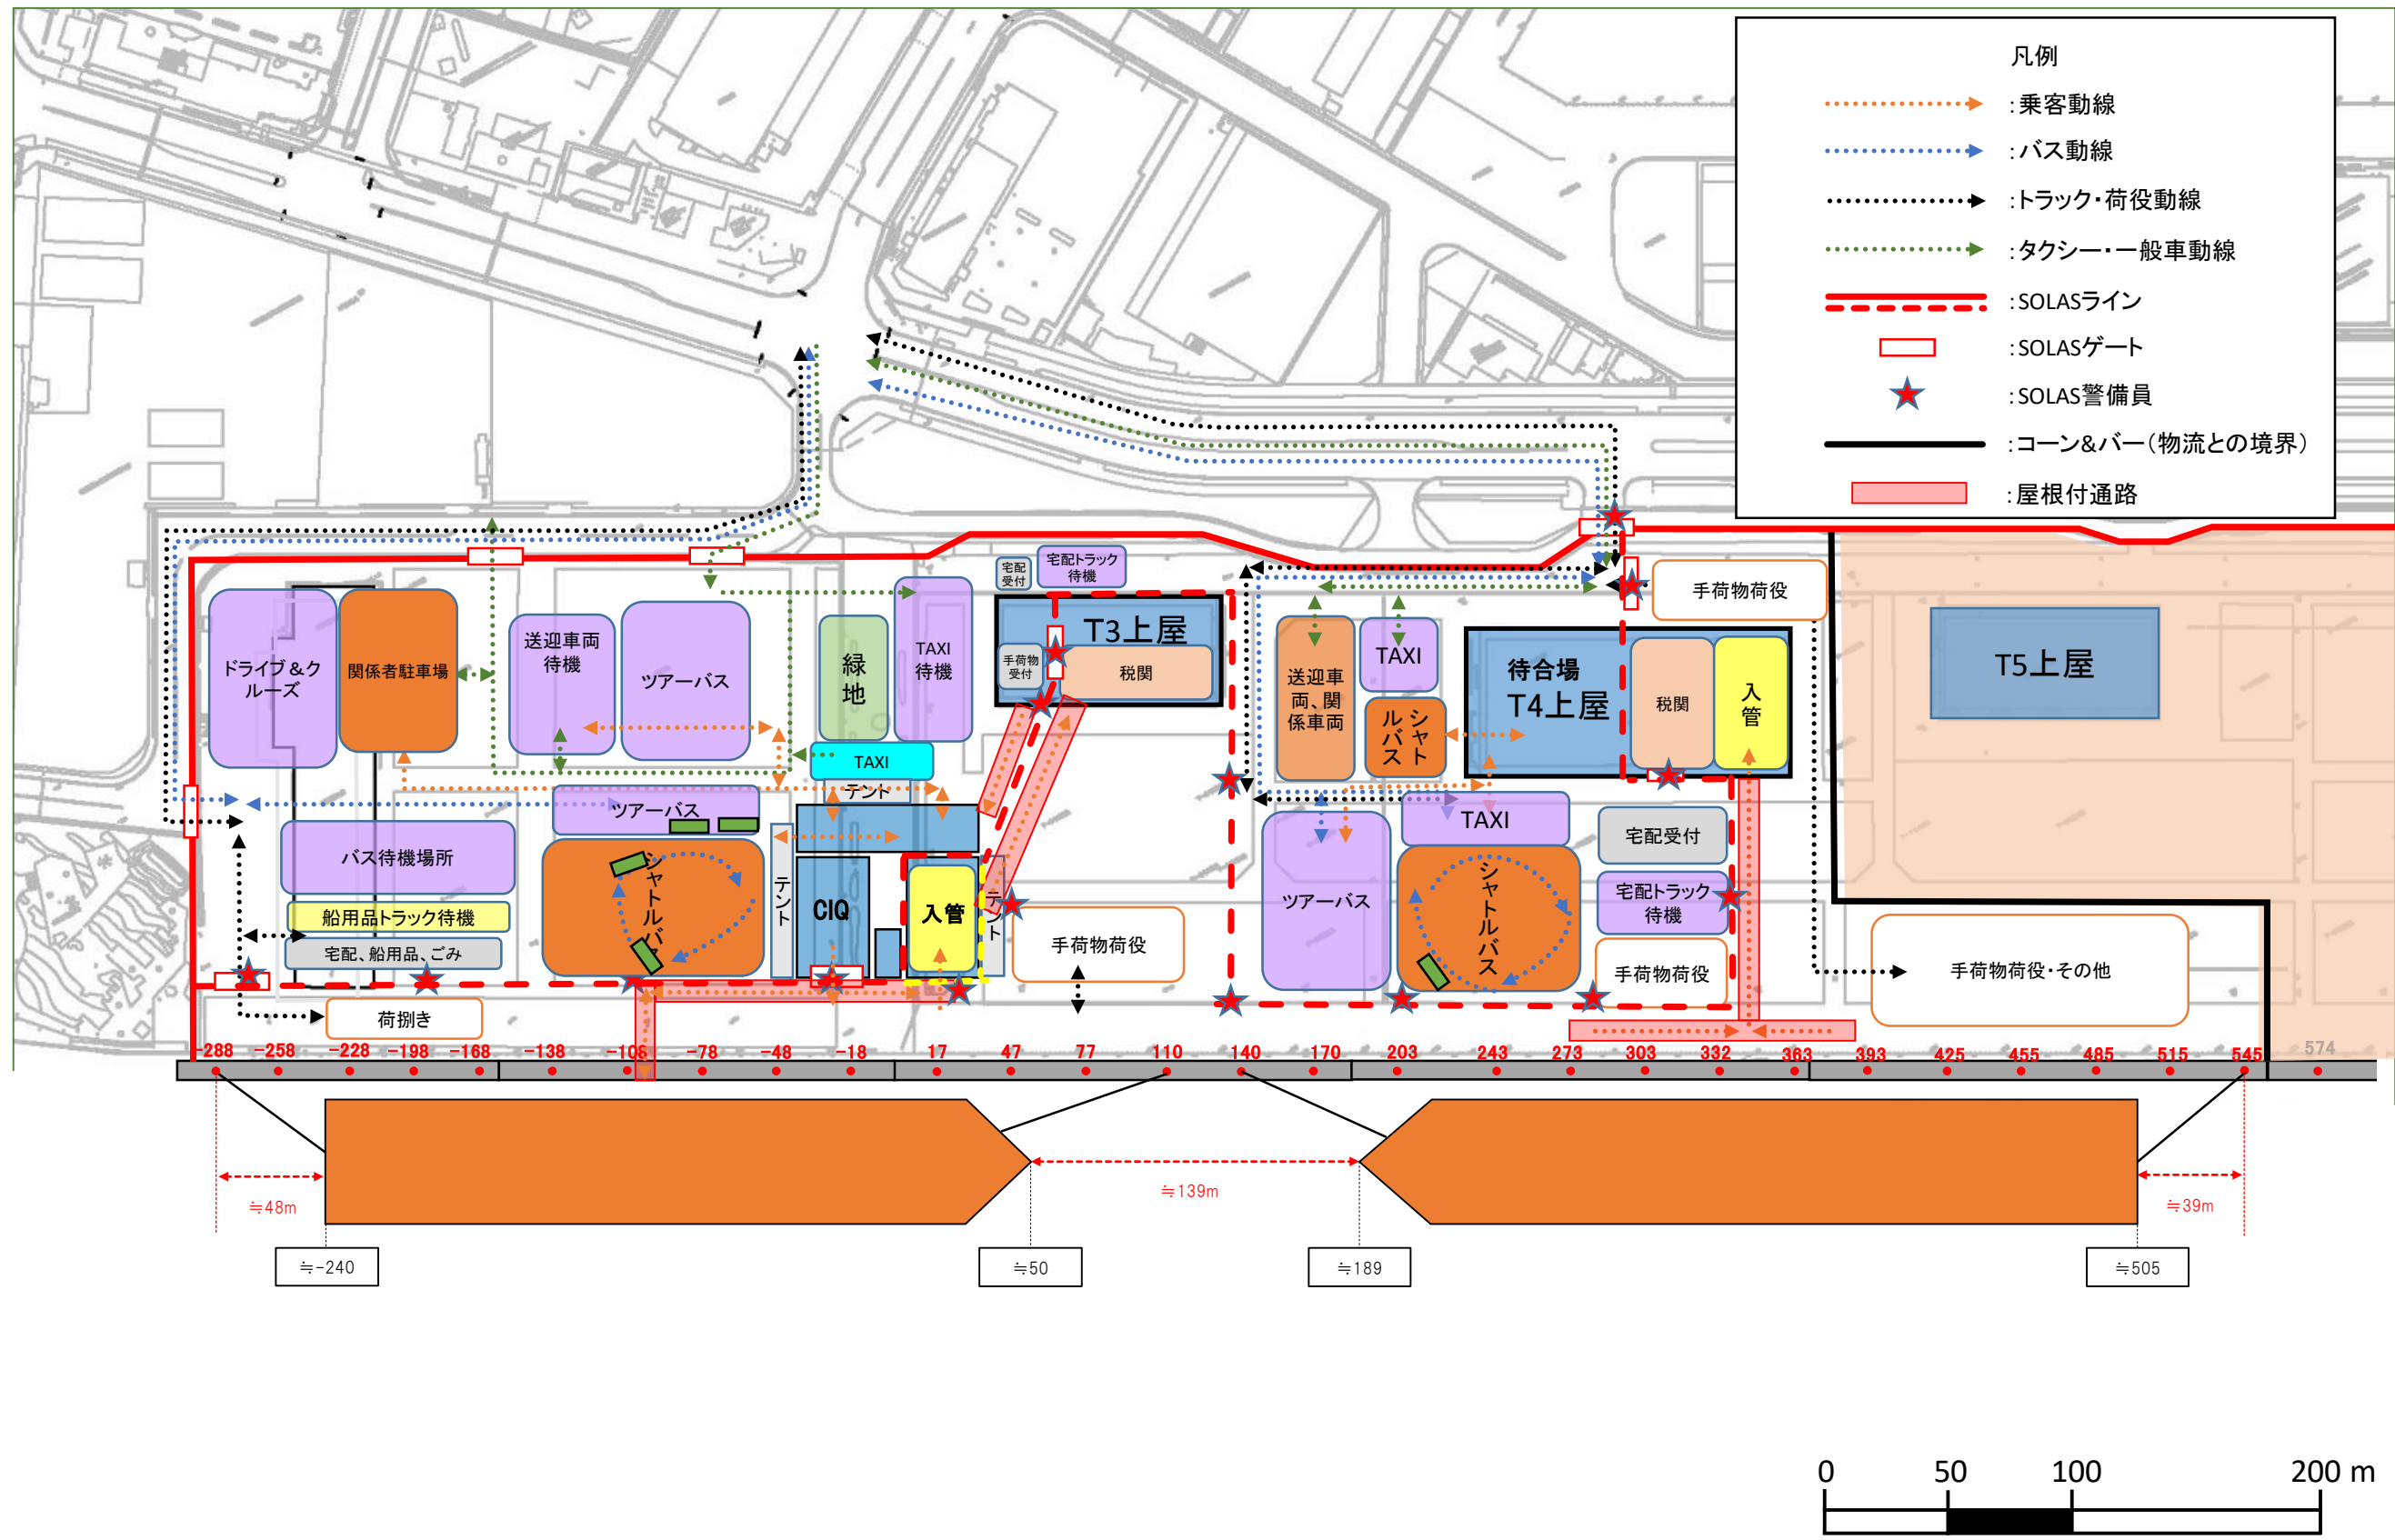 凡例
:乗客動線
:バス動線
:トラック・荷役動線
:タクシー・一般車動線
:SOLASライン
:SOLASゲート
:SOLAS警備員
:コーン&バー(物流との境界)
:屋根付通路
宅配
受付
宅配トラック
待機
手荷物荷役
ドライブ&ク
ルーズ
関係者駐車場
送迎車両
待機
ツアーバス
緑
地
TAXI
待機
T3上屋
手荷物
受付
税関
送迎車
両、関
係車両
TAXI
シャト
ルバス
待合場
T4上屋
税関
入
管
T5上屋
TAXI
テント
ツアーバス
バス待機場所
船用品トラック待機
宅配、船用品、ごみ
シャトルバス
テント
CIQ
入管
テント
手荷物荷役
ツアーバス
TAXI
シャトルバス
宅配受付
宅配トラック
待機
手荷物荷役
手荷物荷役・その他
荷捌き
-288 -258 -228 -198 -168 -138 -108 -78 -48 -18 17 47 77 110 140 170 203 243 273 303 332 363 393 425 455 485 515 545 574
≒48m
≒139m
≒39m
≒-240
≒50
≒189
≒505
0 50 100 200 m